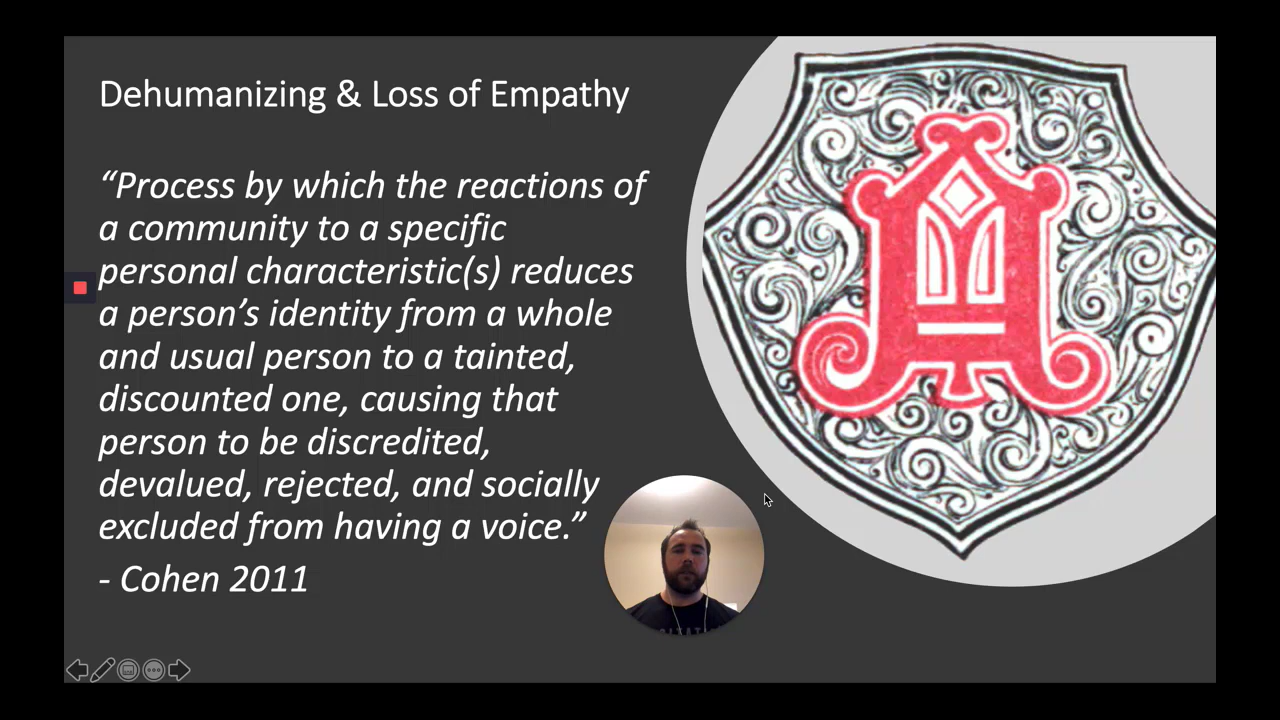 Dehumanizing & Loss of Empathy
“Process by which the reactions of
a community to a specific
personal characteristic(s) reduces
a person’s identity from a whole
and usual person to a tainted,
discounted one, causing that
person to be discredited,
devalued, rejected, and socially
excluded from having a voice.”
- Cohen 2011
A